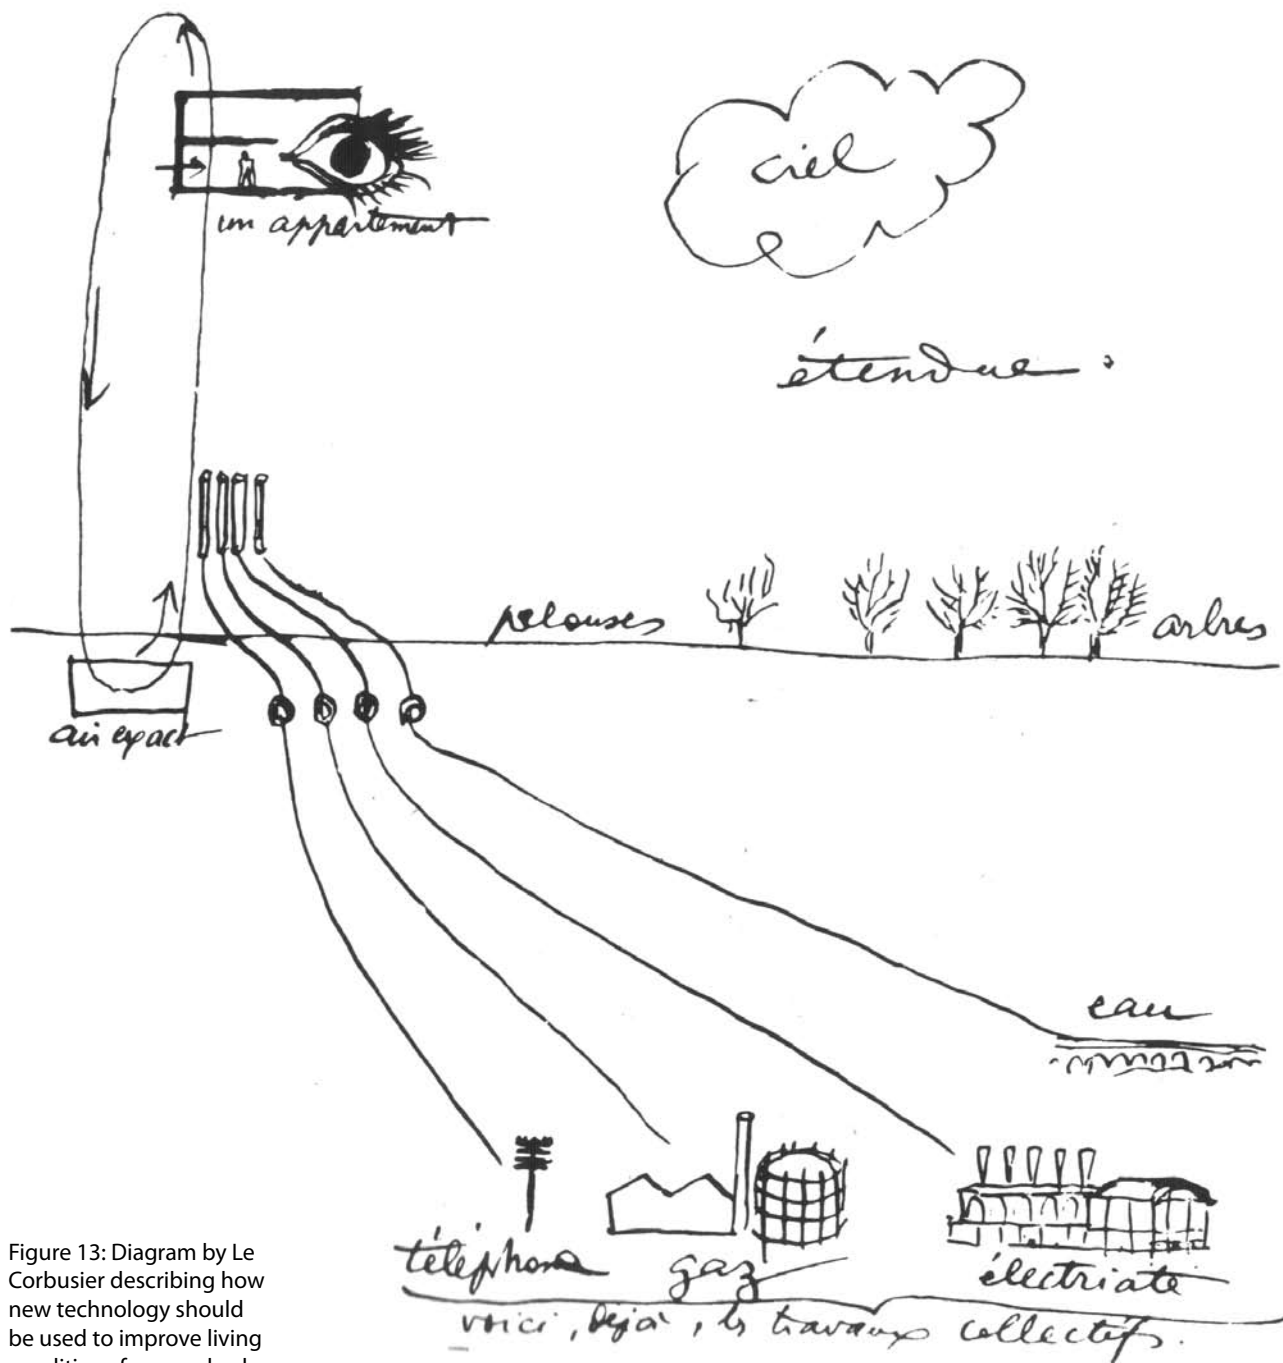 un appartement
ciel
étendue
pelouses
arbres
air exact
eau
téléphone
gaz
électricité
voici, déjà, les travaux collectifs.
Figure 13: Diagram by Le
Corbusier describing how
new technology should
be used to improve living